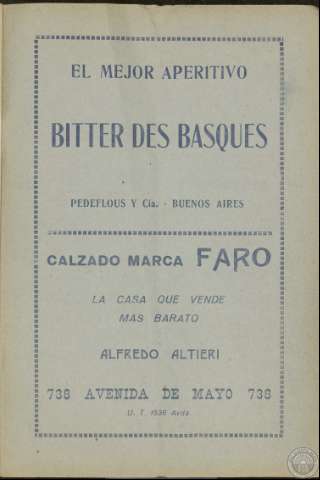 EL MEJOR APERITIVO
BITTER DES BASQUES
PEDEFLOUS Y Cía. - BUENOS AIRES
CALZADO MARCA FARO
LA CASA QUE VENDE
MAS BARATO
ALFREDO ALTIERI
738 AVENIDA DE MAYO 738
U. T. 1536 Avda